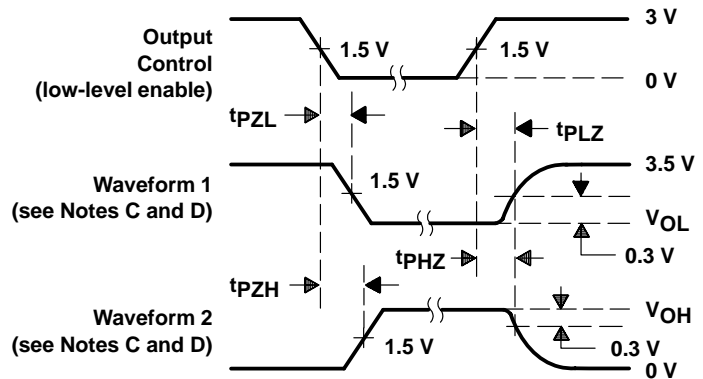 3 V
Output
Control
(low-level enable)
1.5 V
1.5 V
0 V
tPZL
tPLZ
3.5 V
Waveform 1
(see Notes C and D)
1.5 V
VOL
0.3 V
tPHZ
tPZH
VOH
Waveform 2
(see Notes C and D)
1.5 V
0.3 V
0 V